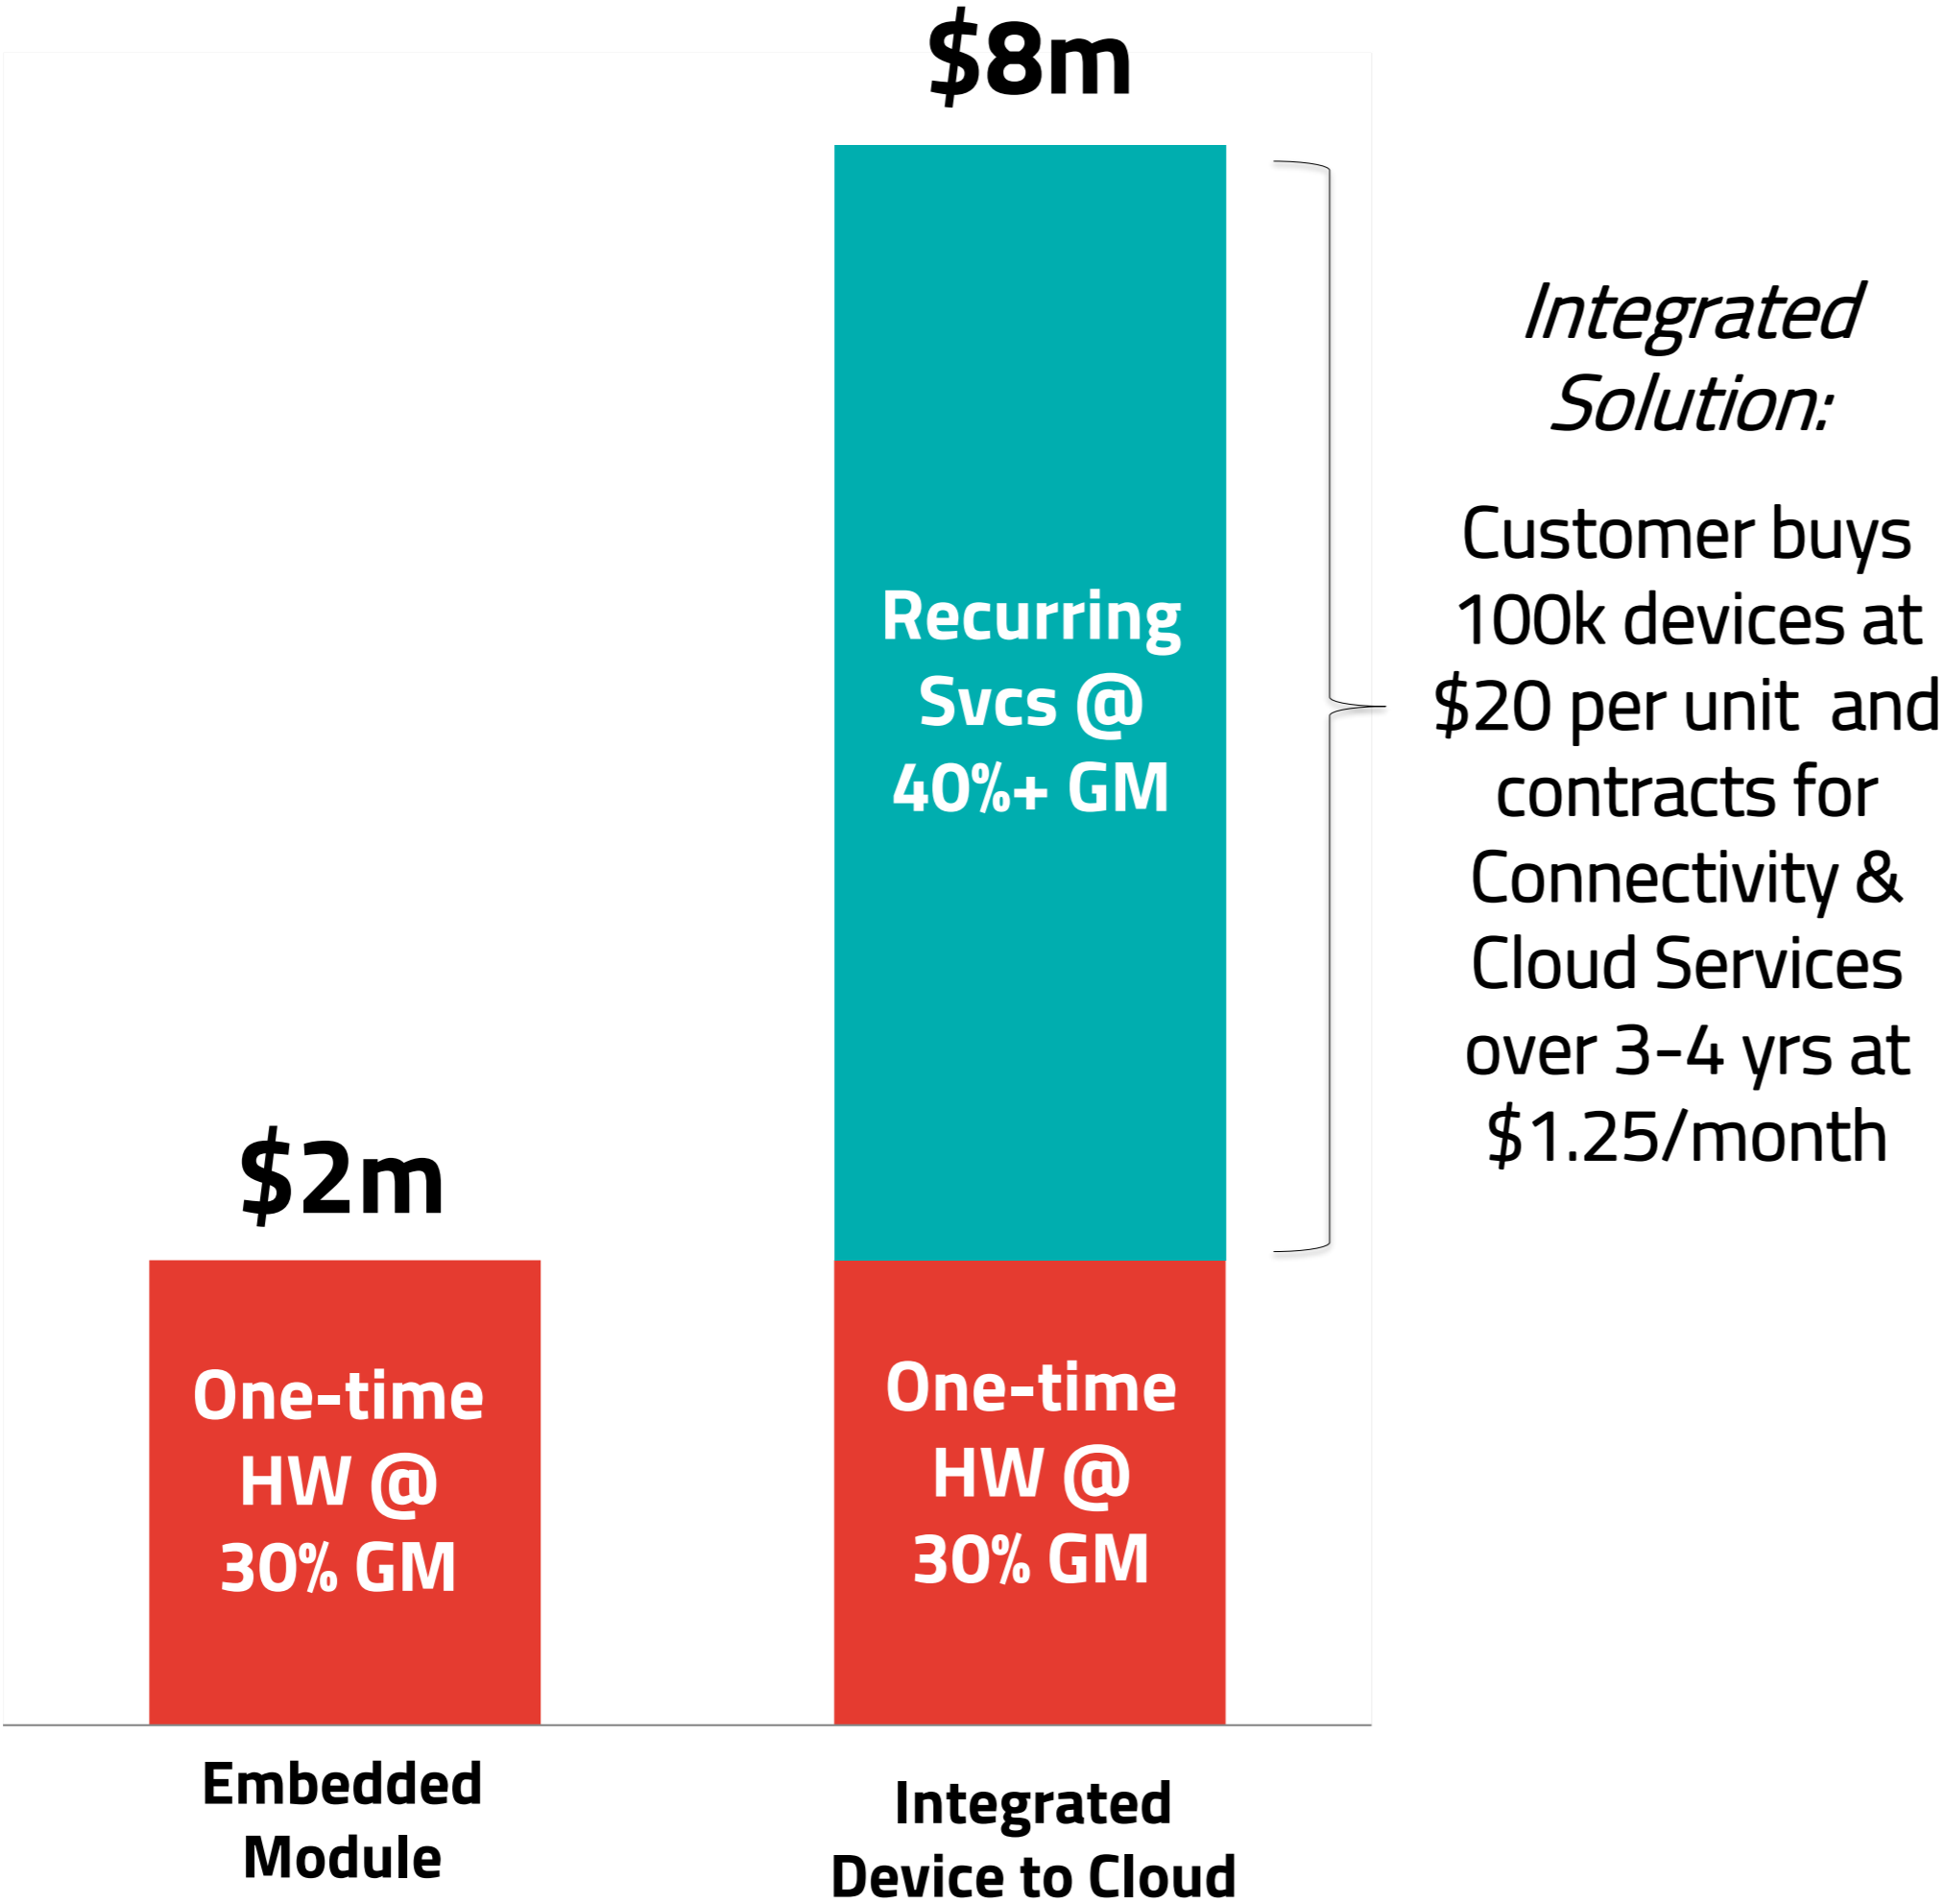 $8m
Integrated
Solution:
Customer buys
100k devices at
$20 per unit  and
contracts for
Connectivity &
Cloud Services
over 3-4 yrs at
$1.25/month
Recurring
Svcs @
40%+ GM
$2m
One-time
HW @
30% GM
One-time
HW @
30% GM
Embedded
Module
Integrated
Device to Cloud